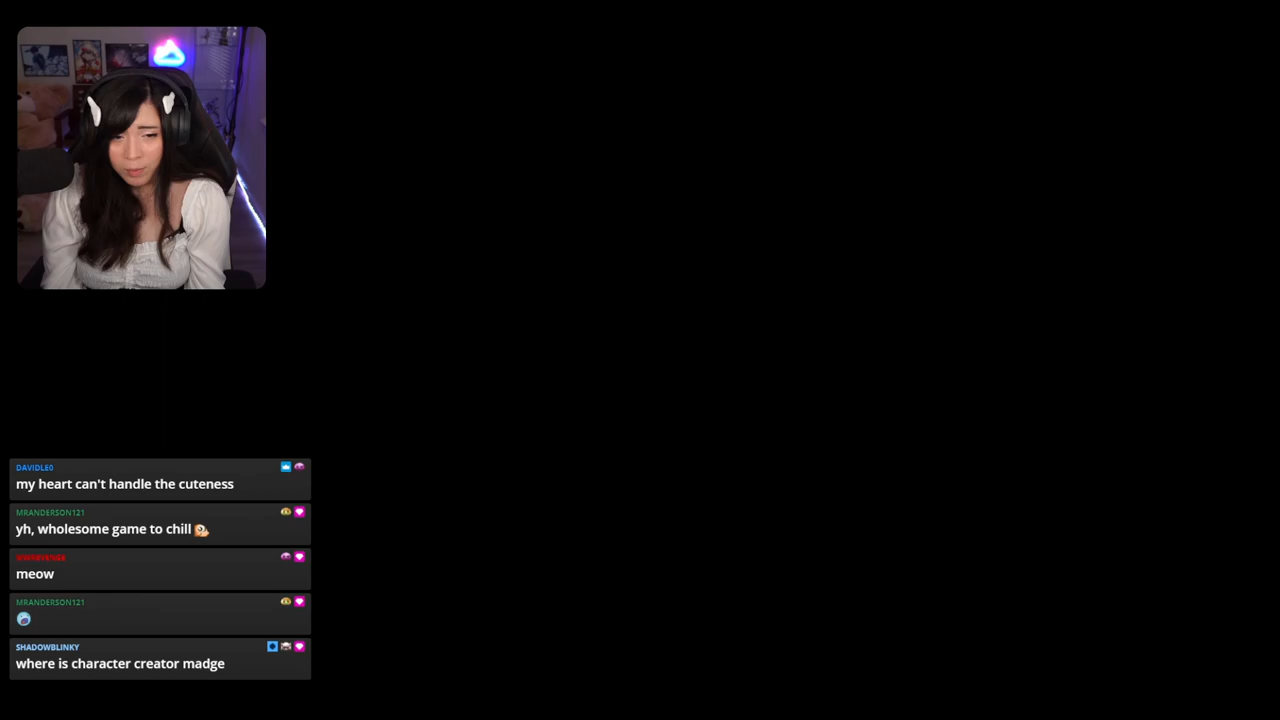 DAVIDLE0
my heart can't handle the cuteness
MRANDERSON121
yh, wholesome game to chill
meow
MRANDERSON121
SHADOWBLINKY
where is character creator madge